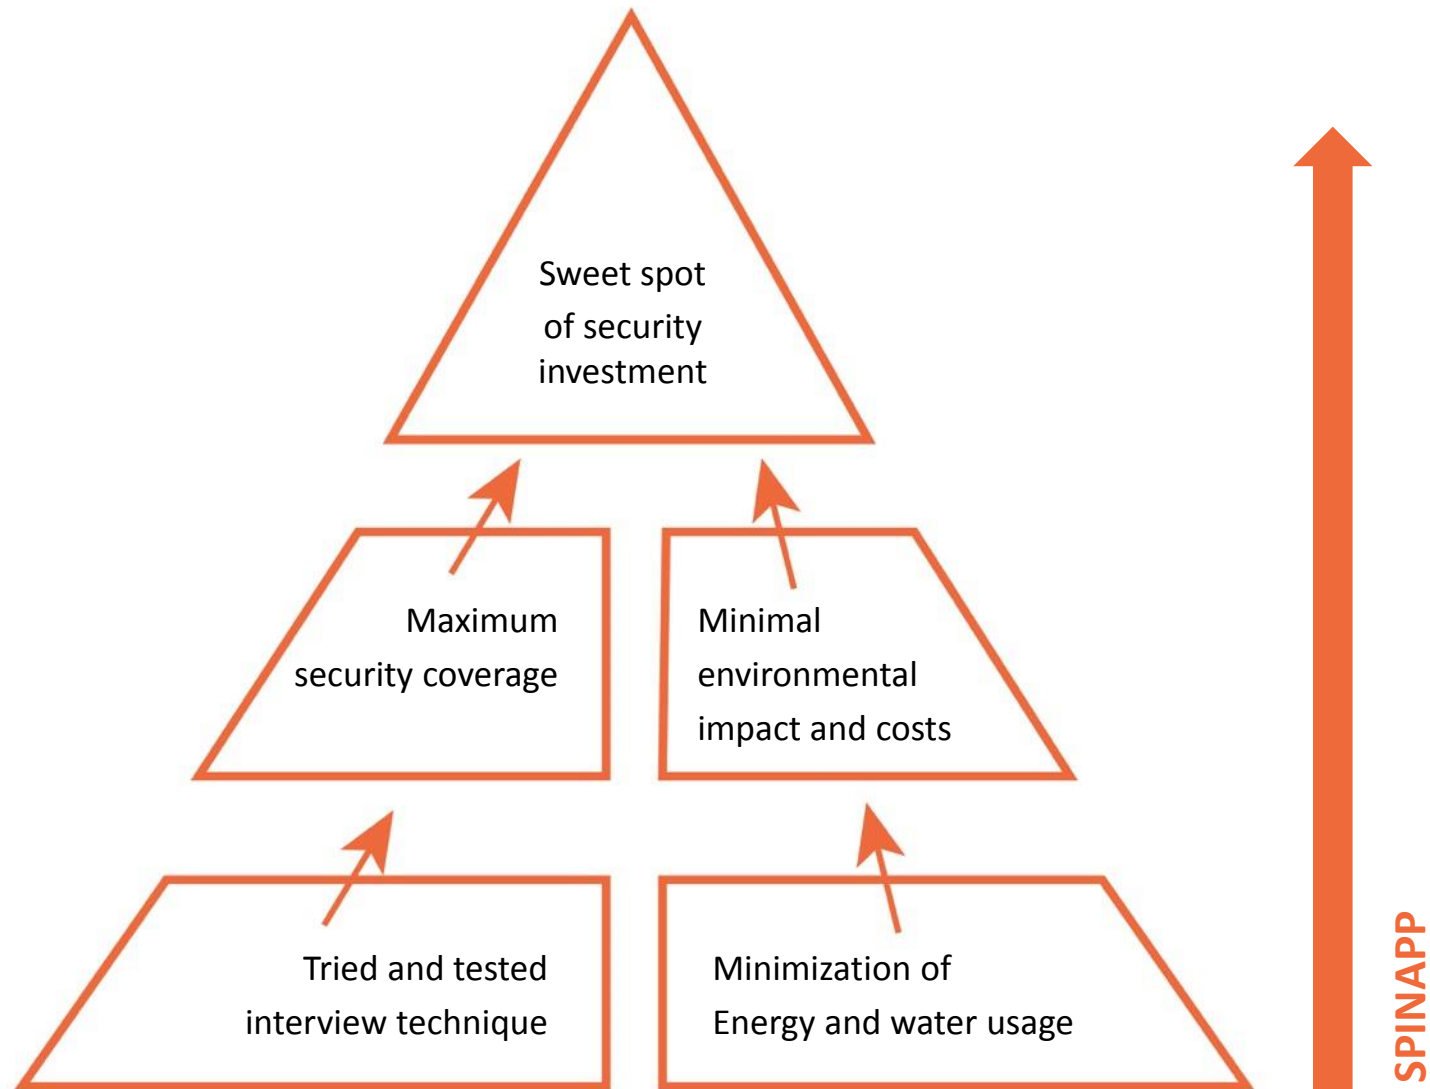 Sweet spot
of security
investment
Maximum
security coverage
Minimal
environmental
impact and costs
Tried and tested
interview technique
Minimization of
Energy and water usage
SPINAPP